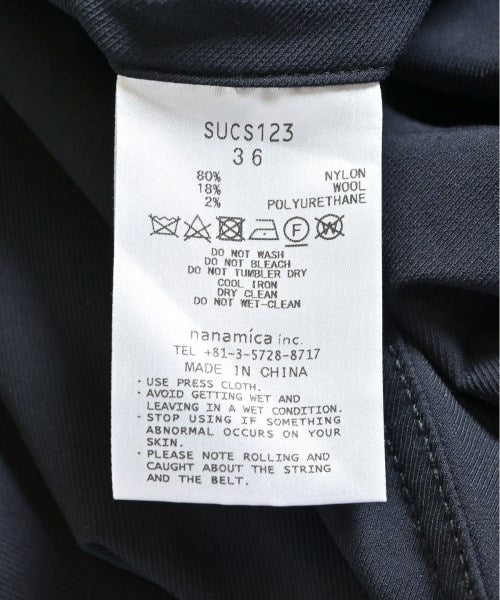 SUCS123
36
80% NYLON
18% WOOL
2% POLYURETHANE
F W
DO NOT WASH
DO NOT BLEACH
DO NOT TUMBLER DRY
COOL IRON
DRY CLEAN
DO NOT WET-CLEAN
nanamica inc.
TEL +81-3-5728-8717
MADE IN CHINA
・USE PRESS CLOTH.
・AVOID GETTING WET AND
LEAVING IN A WET CONDITION.
・STOP USING IF SOMETHING
ABNORMAL OCCURS ON YOUR
SKIN.
・PLEASE NOTE ROLLING AND
CAUGHT ABOUT THE STRING
AND THE BELT.